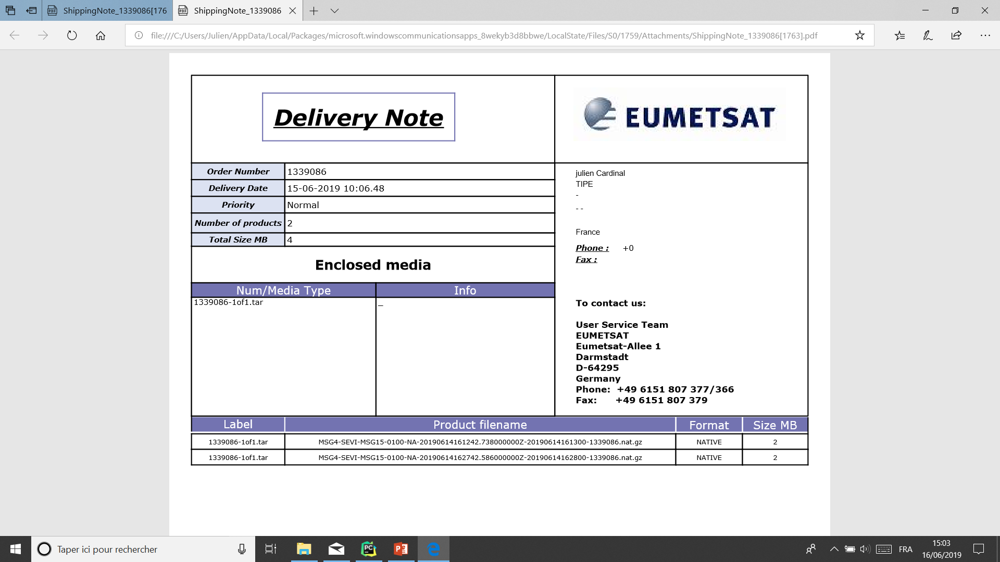 ShippingNote_1339086[176
ShippingNote_1339086
file:///C:/Users/Julien/AppData/Local/Packages/microsoft.windowscommunicationsapps_8wekyb3d8bbwe/LocalState/Files/S0/1759/Attachments/ShippingNote_1339086[1763].pdf
Delivery Note
EUMETSAT
Order Number 1339086
Delivery Date 15-06-2019 10:06.48
Priority Normal
Number of products 2
Total Size MB 4
julien Cardinal
TIPE
-
- -
France
Phone : +0
Fax :
Enclosed media
Num/Media Type Info
1339086-1of1.tar _
To contact us:
User Service Team
EUMETSAT
Eumetsat-Allee 1
Darmstadt
D-64295
Germany
Phone: +49 6151 807 377/366
Fax: +49 6151 807 379
Label Product filename Format Size MB
1339086-1of1.tar MSG4-SEVI-MSG15-0100-NA-20190614161242.738000000Z-20190614161300-1339086.nat.gz NATIVE 2
1339086-1of1.tar MSG4-SEVI-MSG15-0100-NA-20190614162742.586000000Z-20190614162800-1339086.nat.gz NATIVE 2
Taper ici pour rechercher
FRA
15:03
16/06/2019